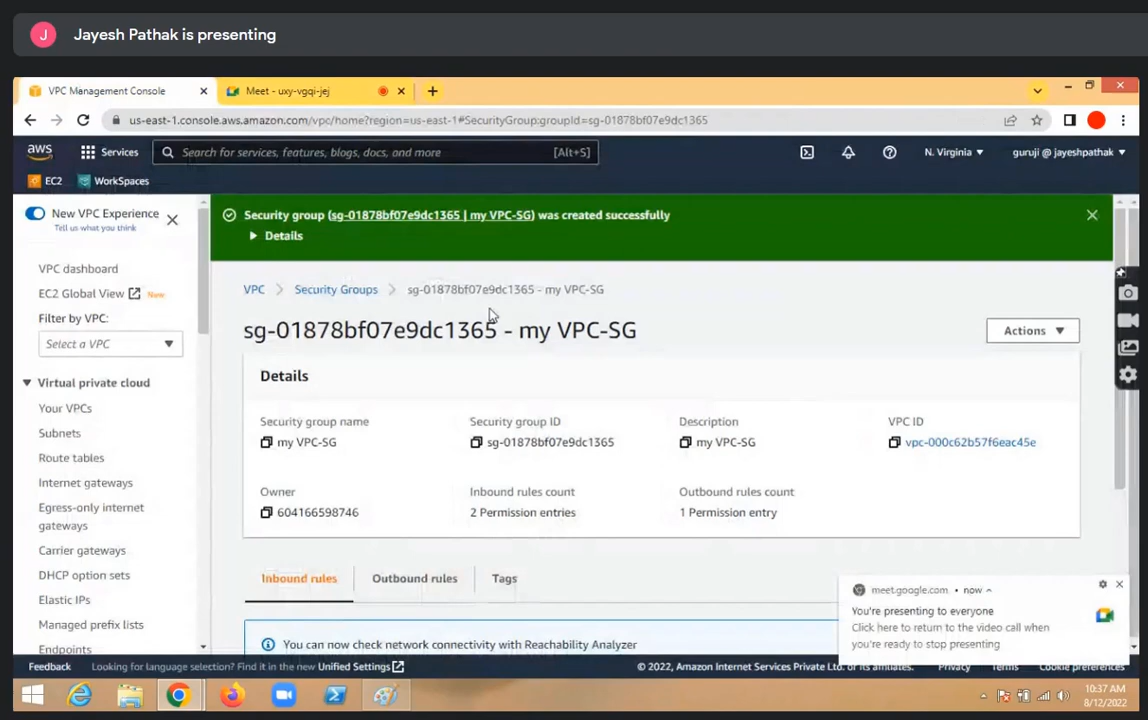 J
Jayesh Pathak is presenting
VPC Management Console
Meet - uxy-vgqi-jej
us-east-1.console.aws.amazon.com/vpc/home?region=us-east-1#SecurityGroup:groupId=sg-01878bf07e9dc1365
aws
Services
Search for services, features, blogs, docs, and more
[Alt+S]
N. Virginia
guruji @ jayeshpathak
EC2
WorkSpaces
New VPC Experience
Tell us what you think
VPC dashboard
EC2 Global View
New
Filter by VPC:
Select a VPC
Virtual private cloud
Your VPCs
Subnets
Route tables
Internet gateways
Egress-only internet
gateways
Carrier gateways
DHCP option sets
Elastic IPs
Managed prefix lists
Endpoints
Security group (sg-01878bf07e9dc1365 | my VPC-SG) was created successfully
Details
VPC
Security Groups
sg-01878bf07e9dc1365 - my VPC-SG
sg-01878bf07e9dc1365 - my VPC-SG
Actions
Details
Security group name
my VPC-SG
Security group ID
sg-01878bf07e9dc1365
Description
my VPC-SG
VPC ID
vpc-000c62b57f6eac45e
Owner
604166598746
Inbound rules count
2 Permission entries
Outbound rules count
1 Permission entry
Inbound rules
Outbound rules
Tags
You can now check network connectivity with Reachability Analyzer
meet.google.com • now
You're presenting to everyone
Click here to return to the video call when
you're ready to stop presenting
Feedback
Looking for language selection? Find it in the new Unified Settings
© 2022, Amazon Internet Services Private Ltd. or its affiliates.
Privacy
Terms
Cookie preferences
10:37 AM
8/12/2022